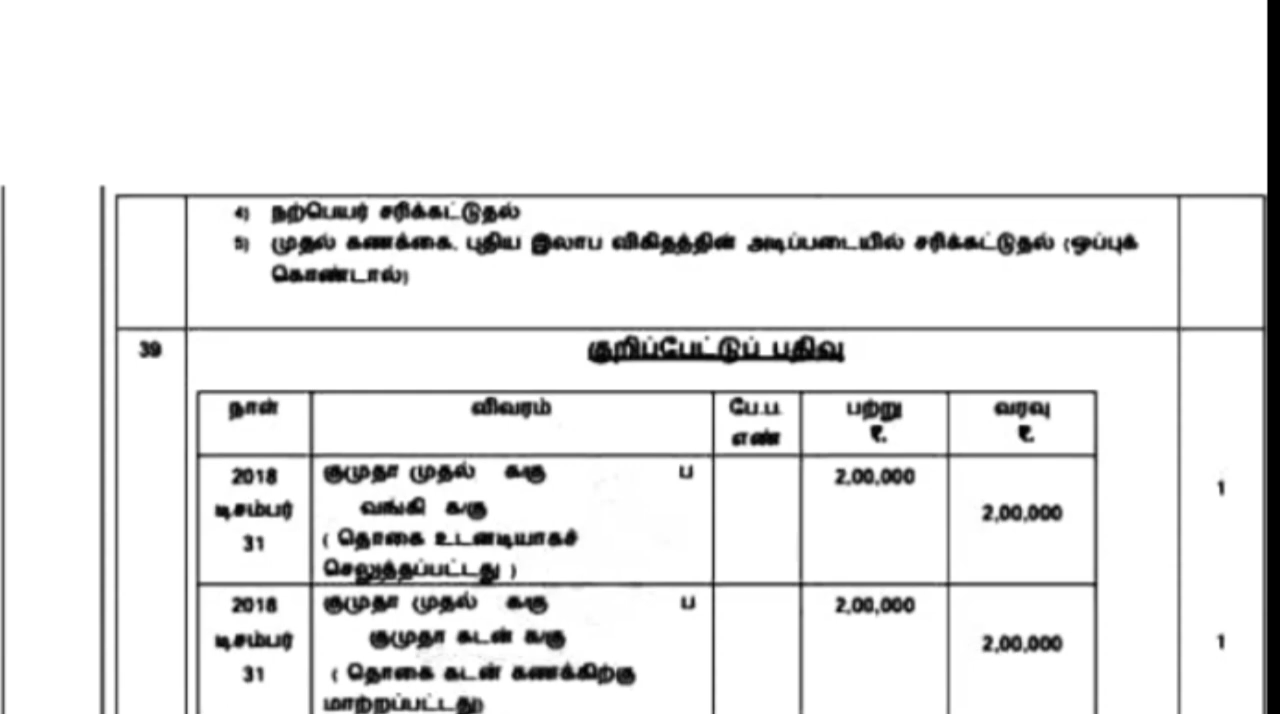 4) நற்பெயர் சரிக்கட்டுதல்
5) முதல் கணக்கை, புதிய இலாப விகிதத்தின் அடிப்படையில் சரிக்கட்டுதல் (ஒப்புக்
கொண்டால்)
39 குறிப்பேட்டுப் பதிவு
நாள் விவரம் பே.ப. எண் பற்று ₹. வரவு ₹.
2018 குமுதா முதல் க/கு ப 2,00,000 1
டிசம்பர் வங்கி க/கு 2,00,000
31 ( தொகை உடனடியாகச்
செலுத்தப்பட்டது )
2018 குமுதா முதல் க/கு ப 2,00,000
டிசம்பர் குமுதா கடன் க/கு 2,00,000 1
31 ( தொகை கடன் கணக்கிற்கு
மாற்றப்பட்டது)